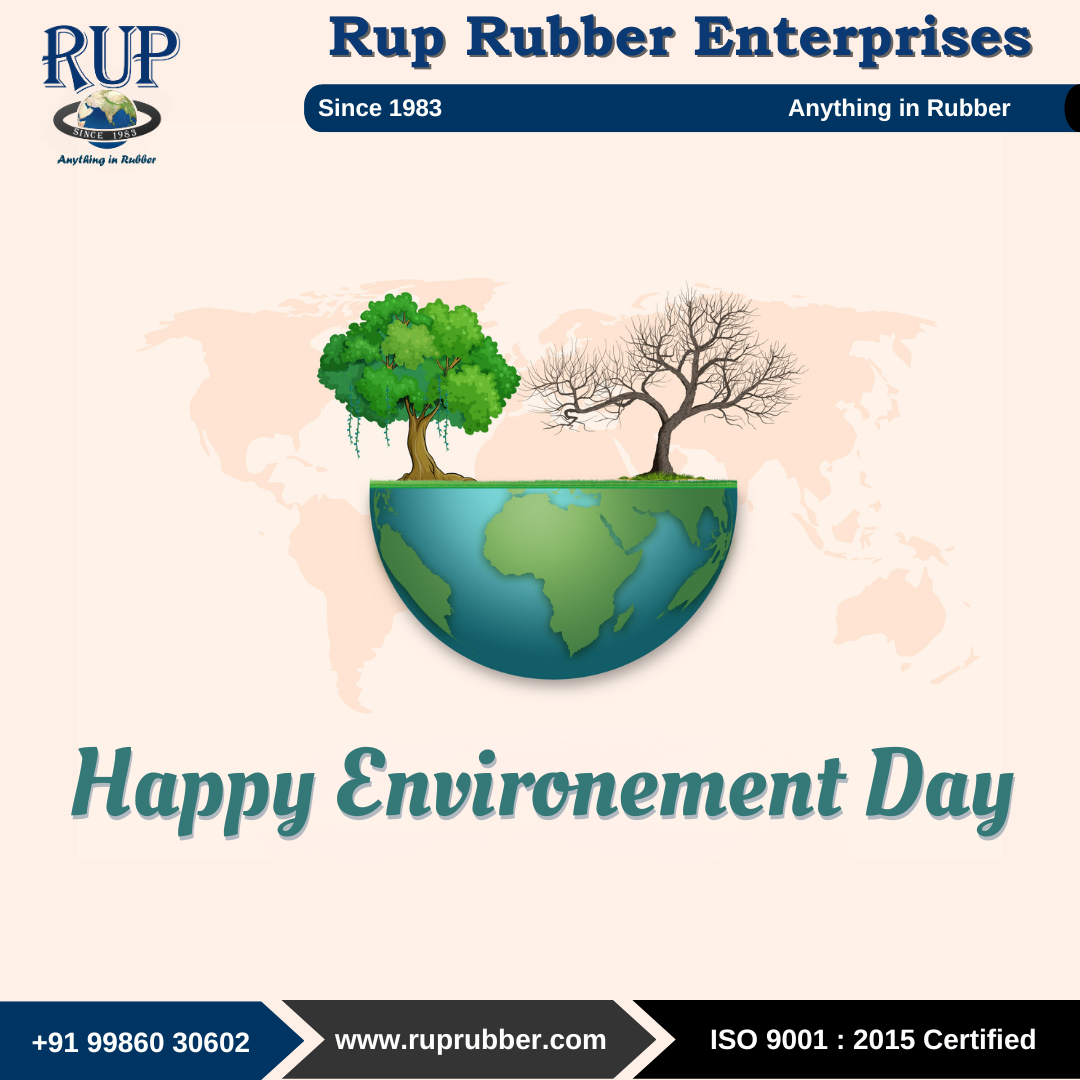 RUP
SINCE 1983
Anything in Rubber
Rup Rubber Enterprises
Since 1983 Anything in Rubber
Happy Environement Day
+91 99860 30602 www.ruprubber.com ISO 9001 : 2015 Certified